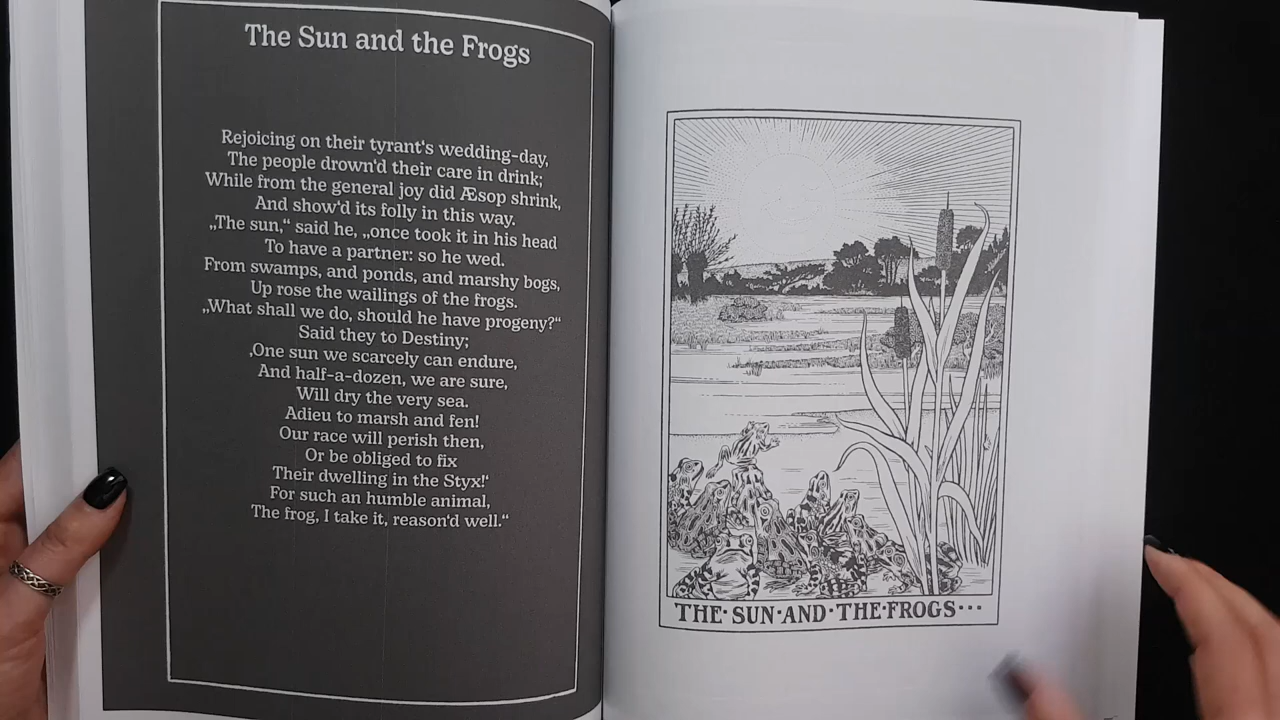 The Sun and the Frogs
Rejoicing on their tyrant's wedding-day,
The people drown'd their care in drink;
While from the general joy did Æsop shrink,
And show'd its folly in this way.
„The sun,“ said he, „once took it in his head
To have a partner: so he wed.
From swamps, and ponds, and marshy bogs,
Up rose the wailings of the frogs.
„What shall we do, should he have progeny?“
Said they to Destiny;
‚One sun we scarcely can endure,
And half-a-dozen, we are sure,
Will dry the very sea.
Adieu to marsh and fen!
Our race will perish then,
Or be obliged to fix
Their dwelling in the Styx!‘
For such an humble animal,
The frog, I take it, reason'd well.“
THE·SUN·AND·THE·FROGS···